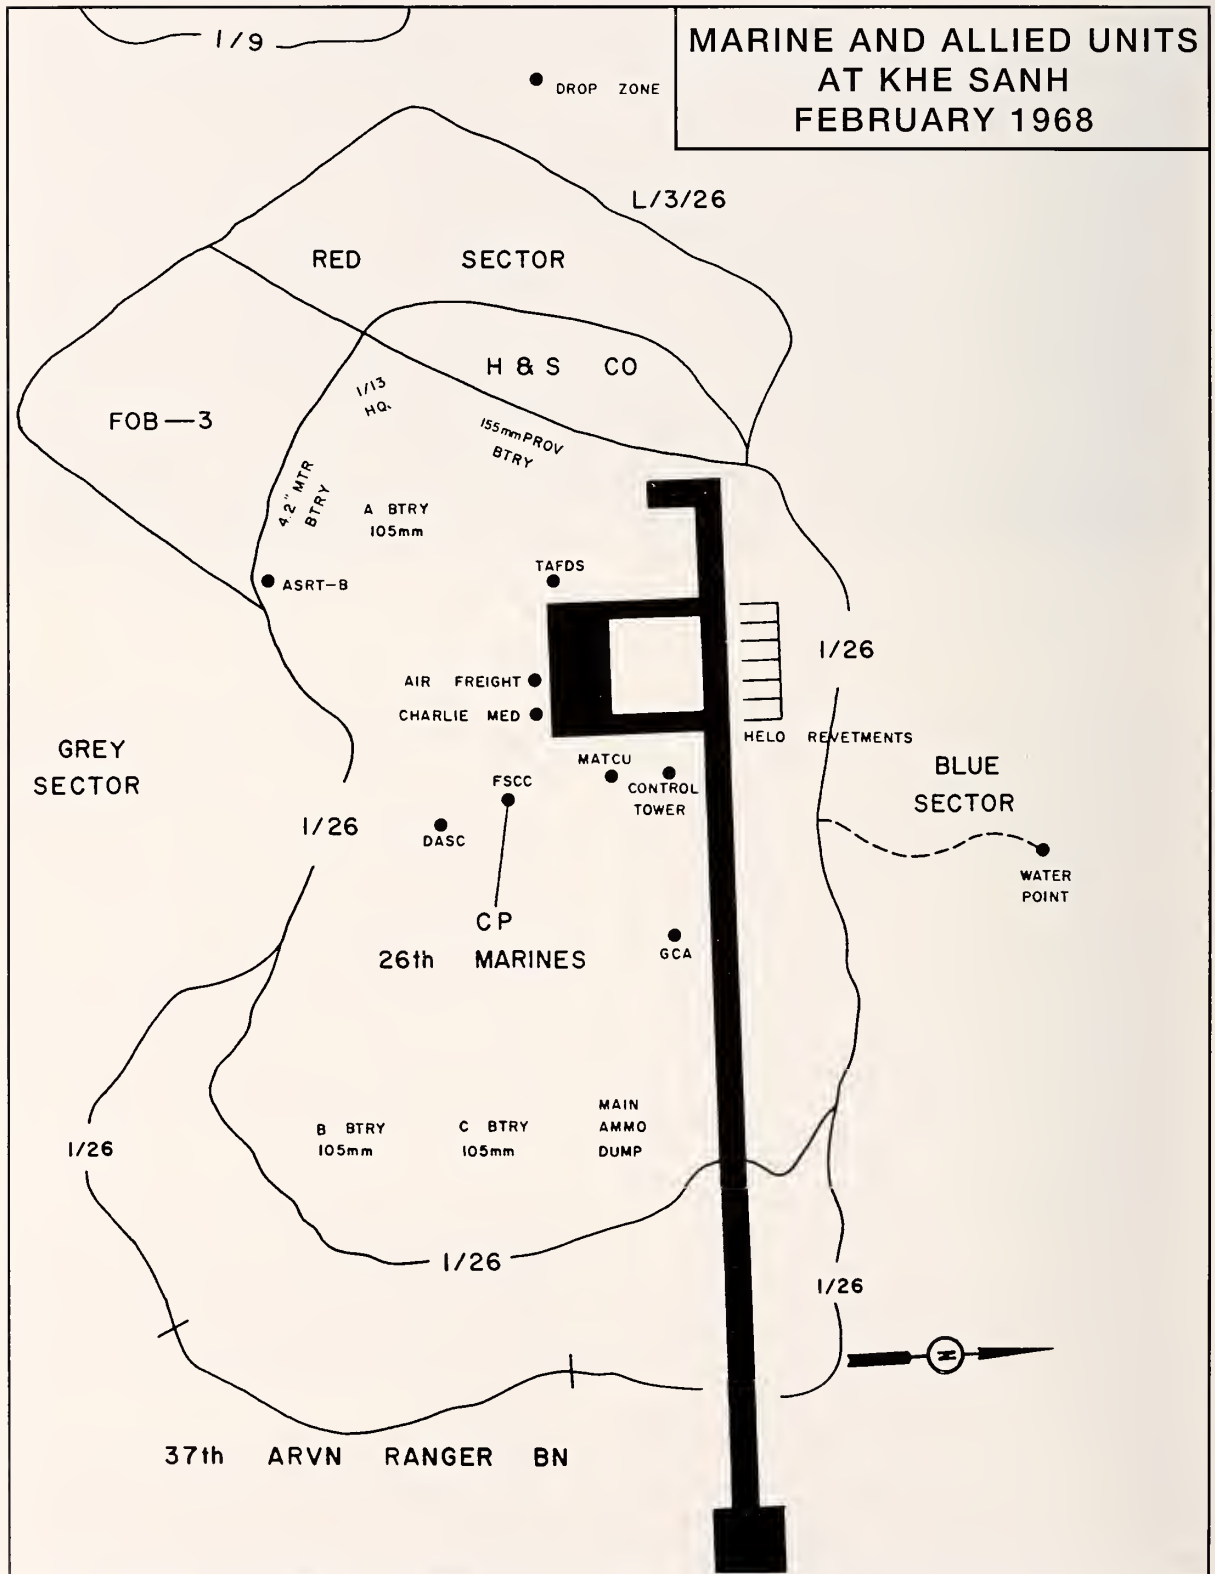 MARINE AND ALLIED UNITS
AT KHE SANH
FEBRUARY 1968
1/9
DROP ZONE
L/3/26
RED SECTOR
H & S CO
FOB—3
1/13
HQ.
155mm PROV
BTRY
4.2" MTR
BTRY
A BTRY
105mm
ASRT-B
TAFDS
1/26
AIR FREIGHT
CHARLIE MED
HELO REVETMENTS
GREY
SECTOR
BLUE
SECTOR
MATCU
CONTROL
TOWER
FSCC
1/26
DASC
WATER
POINT
CP
26th MARINES
GCA
MAIN
AMMO
DUMP
B BTRY
105mm
C BTRY
105mm
1/26
1/26
1/26
N
37th ARVN RANGER BN